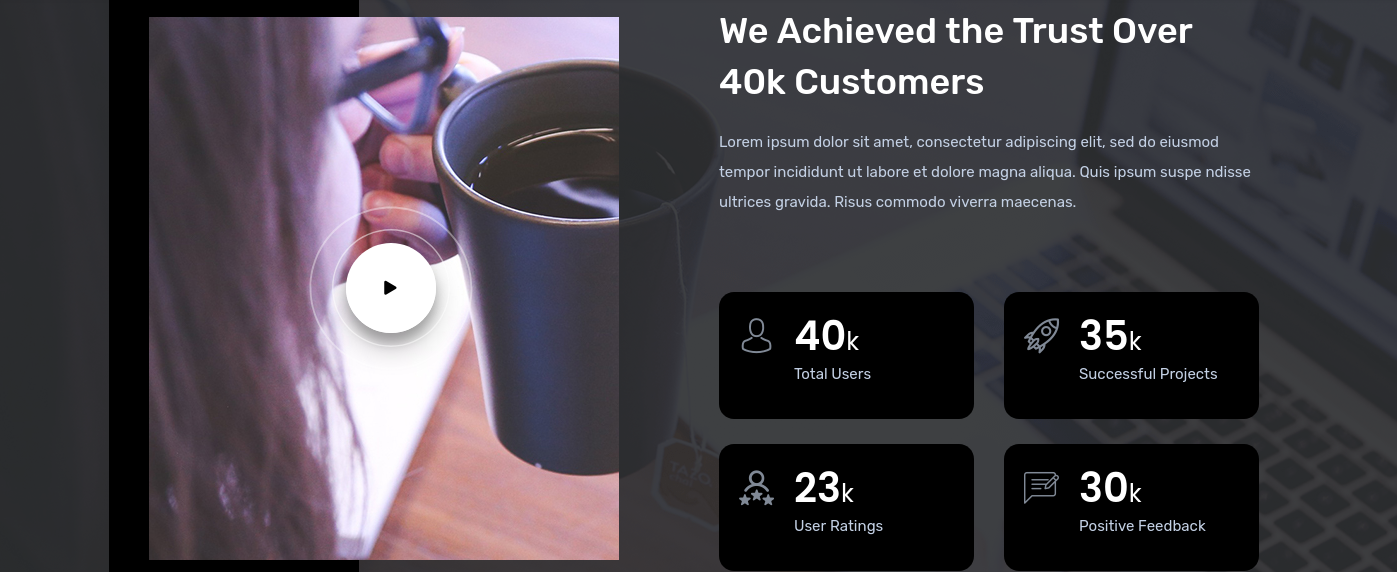 We Achieved the Trust Over
40k Customers
Lorem ipsum dolor sit amet, consectetur adipiscing elit, sed do eiusmod
tempor incididunt ut labore et dolore magna aliqua. Quis ipsum suspe ndisse
ultrices gravida. Risus commodo viverra maecenas.
40k
Total Users
35k
Successful Projects
23k
User Ratings
30k
Positive Feedback